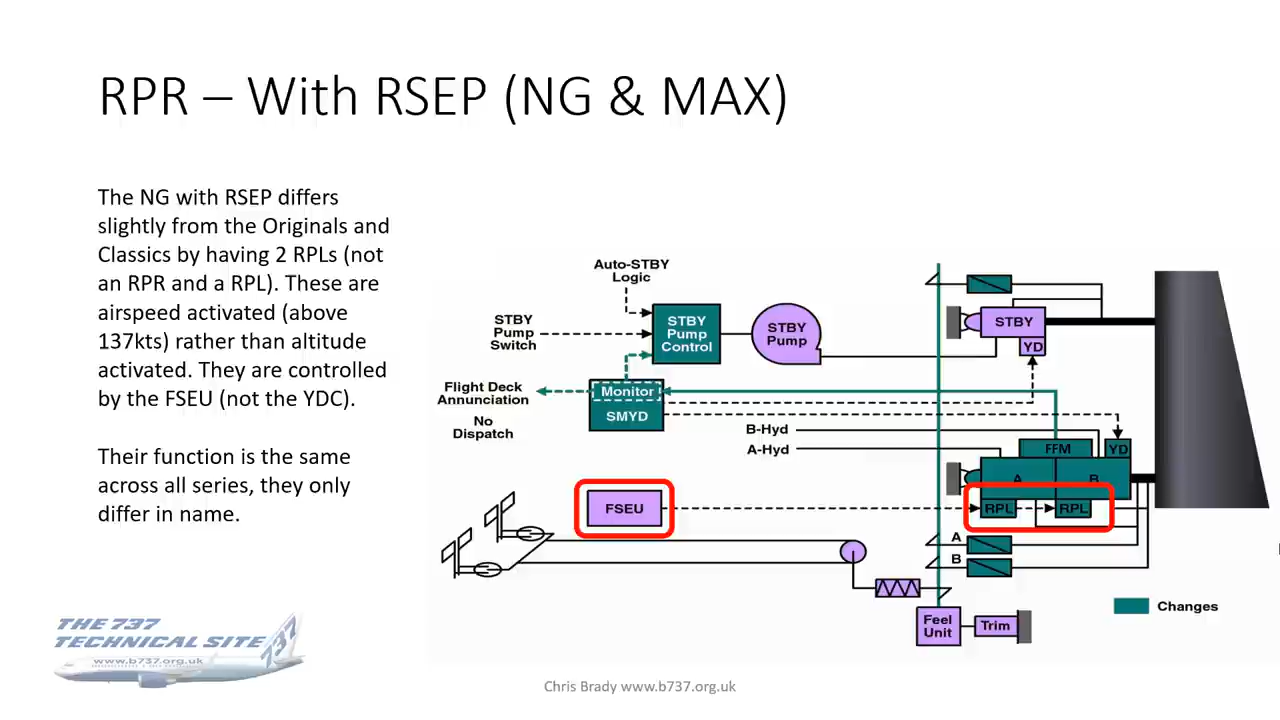 RPR – With RSEP (NG & MAX)
The NG with RSEP differs
slightly from the Originals and
Classics by having 2 RPLs (not
an RPR and a RPL). These are
airspeed activated (above
137kts) rather than altitude
activated. They are controlled
by the FSEU (not the YDC).
Their function is the same
across all series, they only
differ in name.
Auto-STBY
Logic
STBY
Pump
Switch
STBY
Pump
Control
STBY
Pump
STBY
YD
Flight Deck
Annunciation
No
Dispatch
Monitor
SMYD
B-Hyd
A-Hyd
FFM
YD
A
B
FSEU
RPL
RPL
A
B
Feel
Unit
Trim
Changes
THE 737
TECHNICAL SITE
www.b737.org.uk
737
Chris Brady www.b737.org.uk